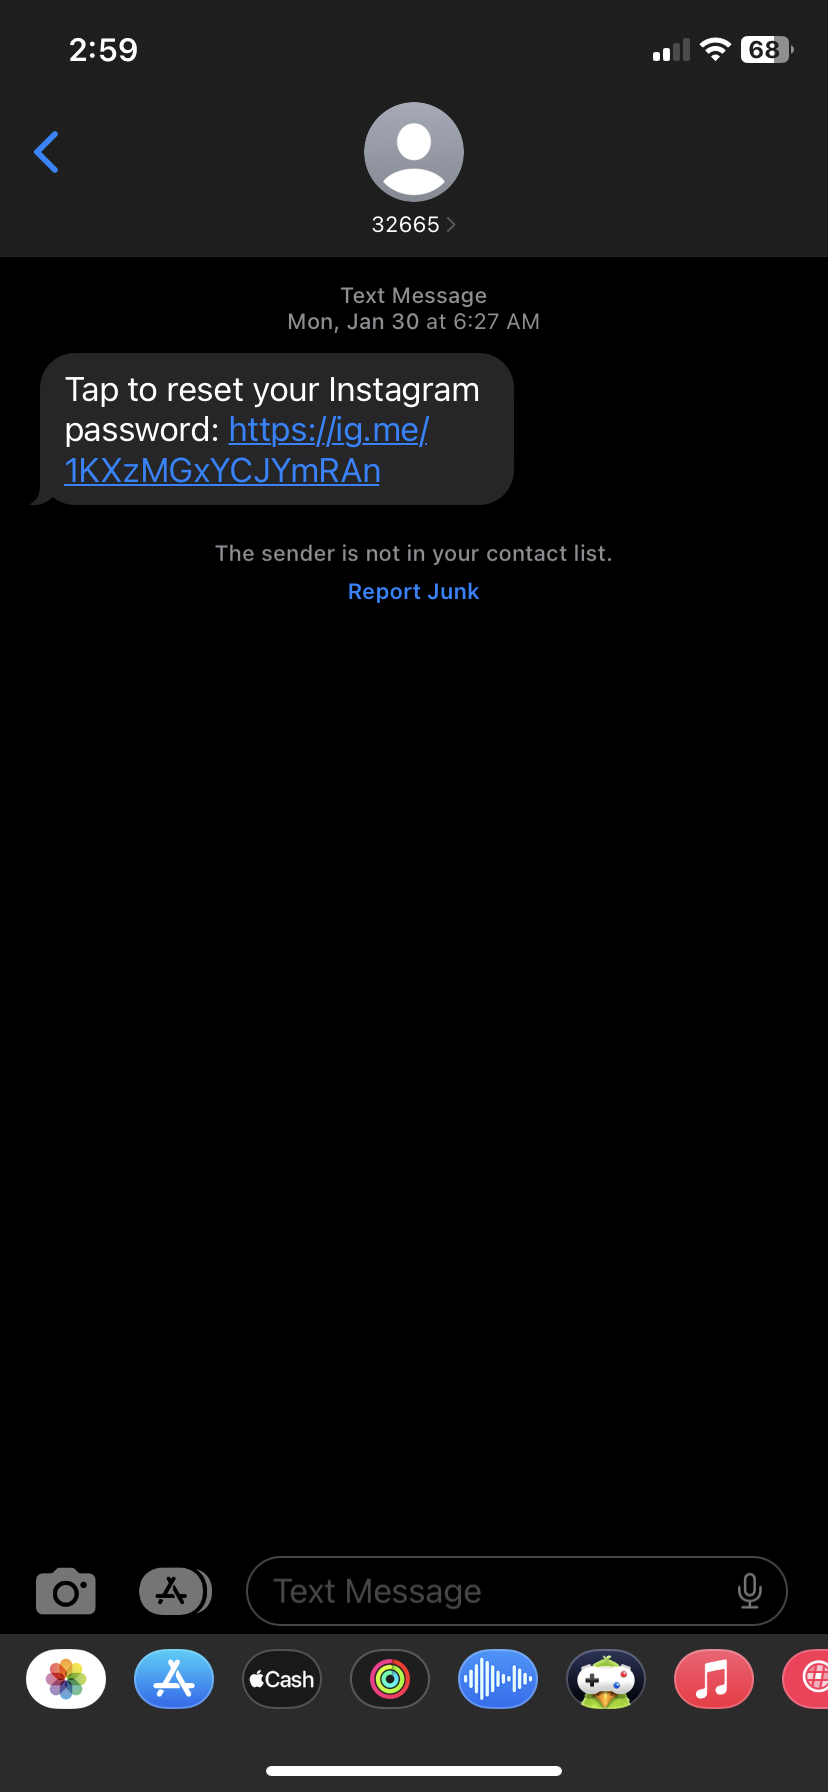 2:59
68
32665
Text Message
Mon, Jan 30 at 6:27 AM
Tap to reset your Instagram
password: https://ig.me/
1KXzMGxYCJYmRAn
The sender is not in your contact list.
Report Junk
Text Message
Cash